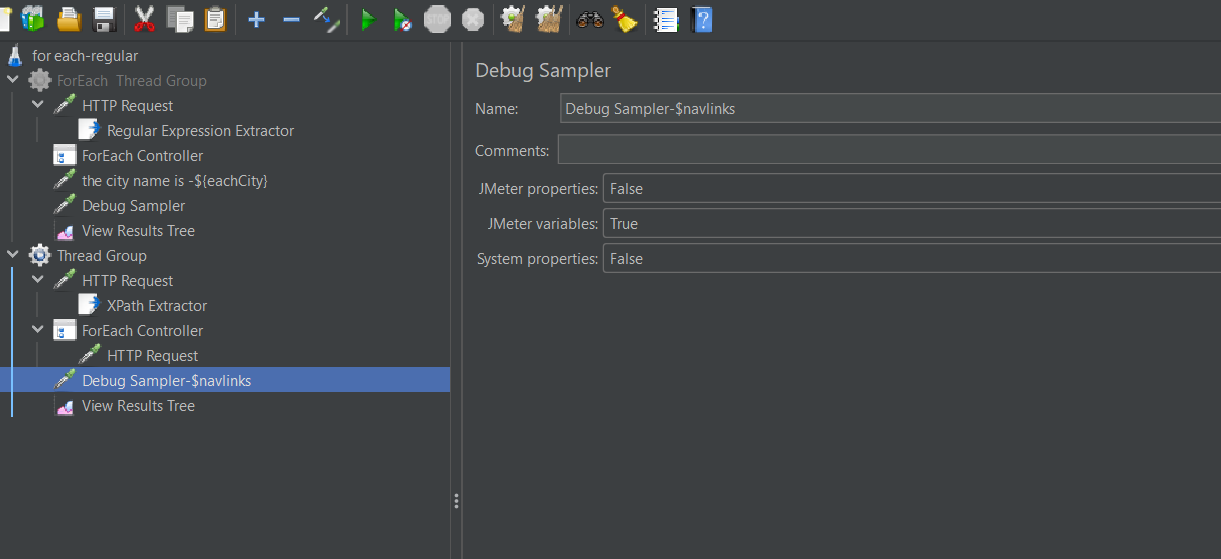 for each-regular
ForEach Thread Group
HTTP Request
Regular Expression Extractor
ForEach Controller
the city name is -${eachCity}
Debug Sampler
View Results Tree
Thread Group
HTTP Request
XPath Extractor
ForEach Controller
HTTP Request
Debug Sampler-$navlinks
View Results Tree
Debug Sampler
Name: Debug Sampler-$navlinks
Comments:
JMeter properties: False
JMeter variables: True
System properties: False